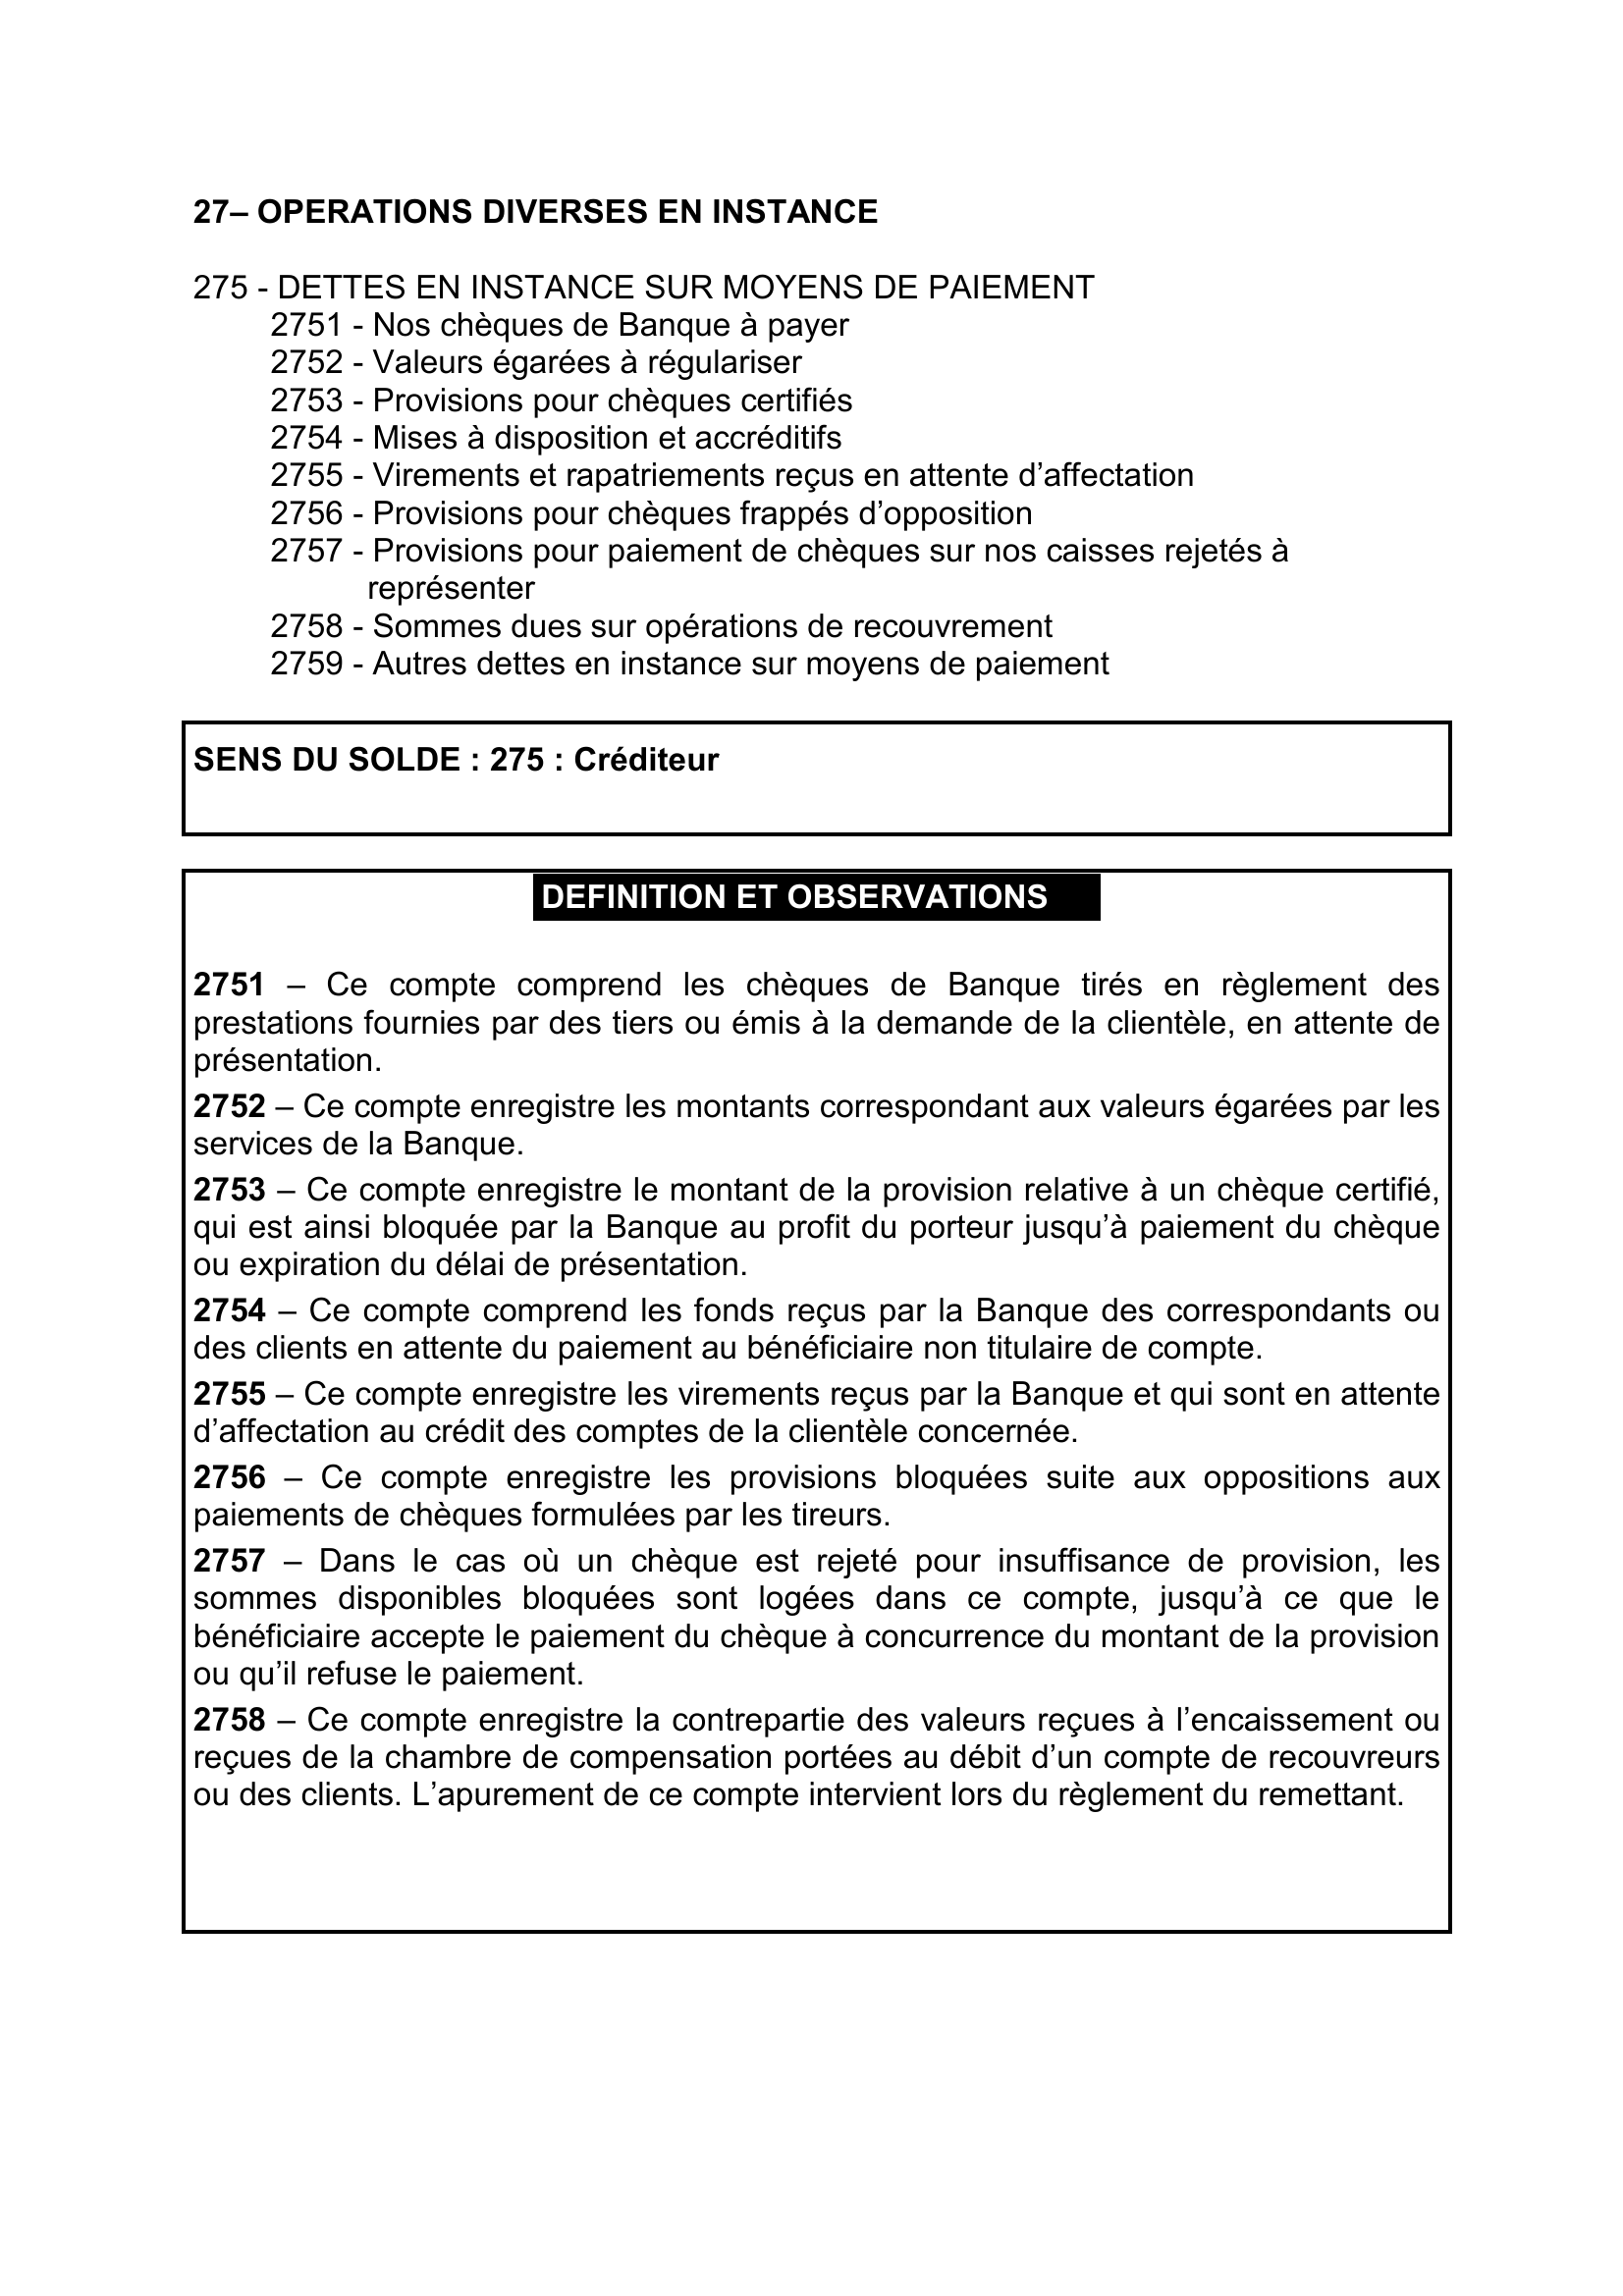 27– OPERATIONS DIVERSES EN INSTANCE
275 - DETTES EN INSTANCE SUR MOYENS DE PAIEMENT
2751 - Nos chèques de Banque à payer
2752 - Valeurs égarées à régulariser
2753 - Provisions pour chèques certifiés
2754 - Mises à disposition et accréditifs
2755 - Virements et rapatriements reçus en attente d’affectation
2756 - Provisions pour chèques frappés d’opposition
2757 - Provisions pour paiement de chèques sur nos caisses rejetés à
représenter
2758 - Sommes dues sur opérations de recouvrement
2759 - Autres dettes en instance sur moyens de paiement
SENS DU SOLDE : 275 : Créditeur
DEFINITION ET OBSERVATIONS
2751 – Ce compte comprend les chèques de Banque tirés en règlement des
prestations fournies par des tiers ou émis à la demande de la clientèle, en attente de
présentation.
2752 – Ce compte enregistre les montants correspondant aux valeurs égarées par les
services de la Banque.
2753 – Ce compte enregistre le montant de la provision relative à un chèque certifié,
qui est ainsi bloquée par la Banque au profit du porteur jusqu’à paiement du chèque
ou expiration du délai de présentation.
2754 – Ce compte comprend les fonds reçus par la Banque des correspondants ou
des clients en attente du paiement au bénéficiaire non titulaire de compte.
2755 – Ce compte enregistre les virements reçus par la Banque et qui sont en attente
d’affectation au crédit des comptes de la clientèle concernée.
2756 – Ce compte enregistre les provisions bloquées suite aux oppositions aux
paiements de chèques formulées par les tireurs.
2757 – Dans le cas où un chèque est rejeté pour insuffisance de provision, les
sommes disponibles bloquées sont logées dans ce compte, jusqu’à ce que le
bénéficiaire accepte le paiement du chèque à concurrence du montant de la provision
ou qu’il refuse le paiement.
2758 – Ce compte enregistre la contrepartie des valeurs reçues à l’encaissement ou
reçues de la chambre de compensation portées au débit d’un compte de recouvreurs
ou des clients. L’apurement de ce compte intervient lors du règlement du remettant.